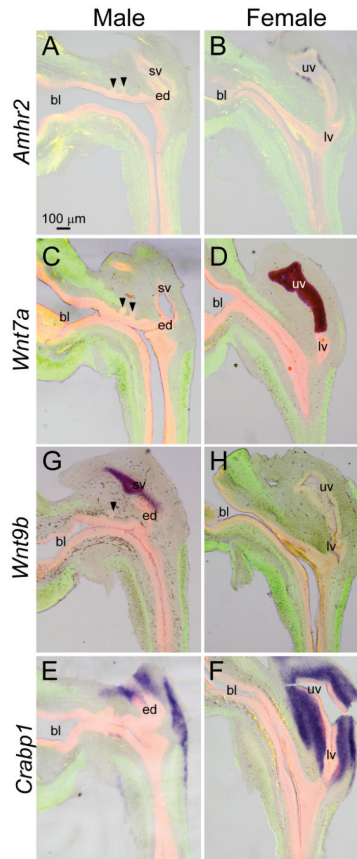 Male Female
Amhr2
A sv ed bl 100 μm
B uv bl lv
Wnt7a
C sv bl ed
D uv bl lv
Wnt9b
G sv ed bl
H uv bl lv
Crabp1
E ed bl
F bl uv lv